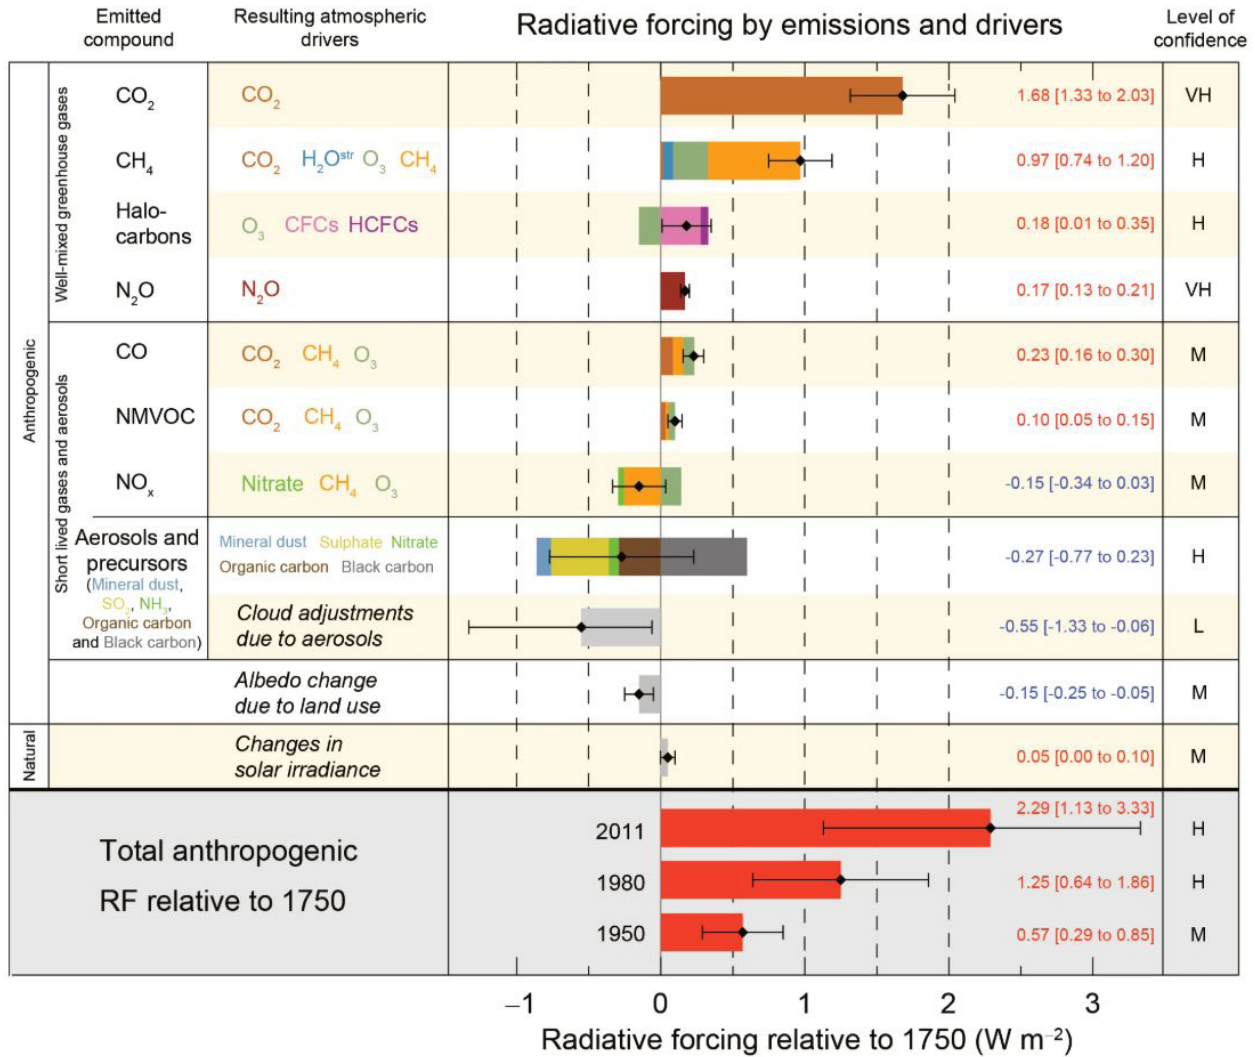 Emitted compound
Resulting atmospheric drivers
Radiative forcing by emissions and drivers
Level of confidence
Anthropogenic
Well-mixed greenhouse gases
CO₂
CO₂
1.68 [1.33 to 2.03]
VH
CH₄
CO₂ H₂Oˢᵗʳ O₃ CH₄
0.97 [0.74 to 1.20]
H
Halo-
carbons
O₃ CFCs HCFCs
0.18 [0.01 to 0.35]
H
N₂O
N₂O
0.17 [0.13 to 0.21]
VH
Short lived gases and aerosols
CO
CO₂ CH₄ O₃
0.23 [0.16 to 0.30]
M
NMVOC
CO₂ CH₄ O₃
0.10 [0.05 to 0.15]
M
NOₓ
Nitrate CH₄ O₃
-0.15 [-0.34 to 0.03]
M
Aerosols and
precursors
(Mineral dust,
SO₂, NH₃,
Organic carbon
and Black carbon)
Mineral dust Sulphate Nitrate
Organic carbon Black carbon
-0.27 [-0.77 to 0.23]
H
Cloud adjustments
due to aerosols
-0.55 [-1.33 to -0.06]
L
Albedo change
due to land use
-0.15 [-0.25 to -0.05]
M
Natural
Changes in
solar irradiance
0.05 [0.00 to 0.10]
M
Total anthropogenic
RF relative to 1750
2011
2.29 [1.13 to 3.33]
H
1980
1.25 [0.64 to 1.86]
H
1950
0.57 [0.29 to 0.85]
M
−1 0 1 2 3
Radiative forcing relative to 1750 (W m⁻²)